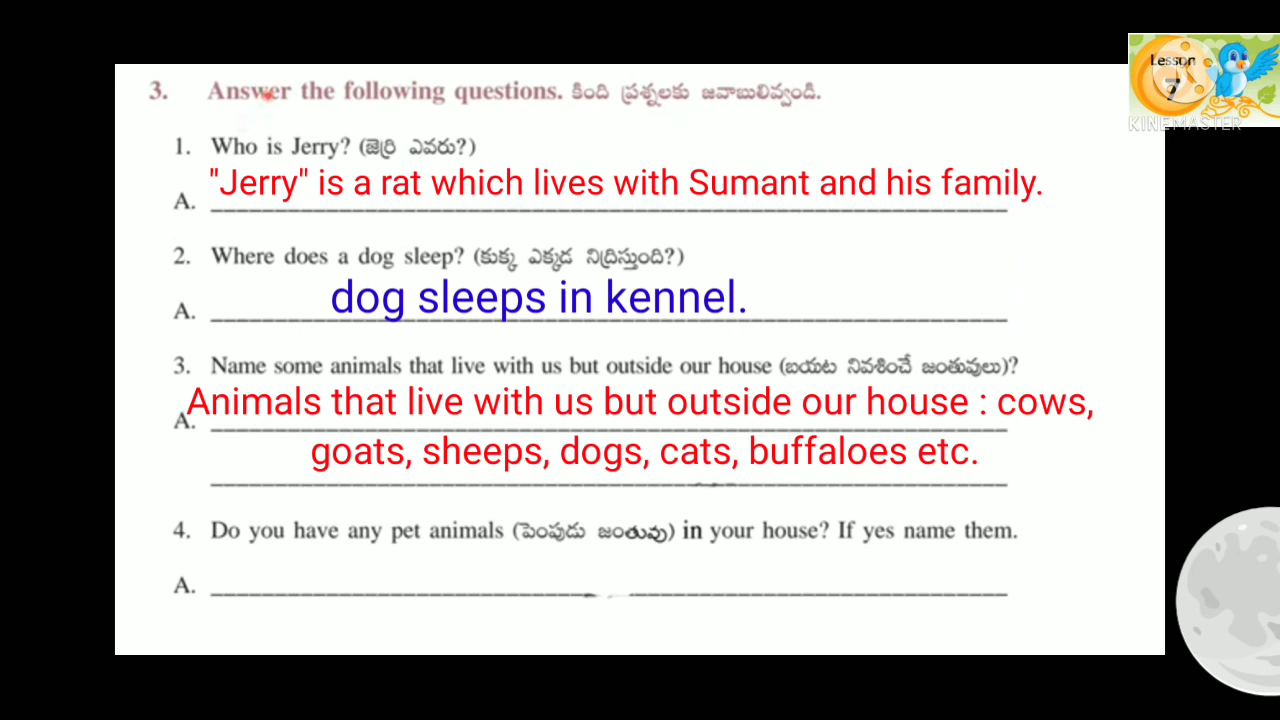 Lesson
7
KINEMASTER
3. Answer the following questions. కింది ప్రశ్నలకు జవాబులివ్వండి.
1. Who is Jerry? (జెర్రి ఎవరు?)
"Jerry" is a rat which lives with Sumant and his family.
A.
2. Where does a dog sleep? (కుక్క ఎక్కడ నిద్రిస్తుంది?)
dog sleeps in kennel.
A.
3. Name some animals that live with us but outside our house (బయట నివశించే జంతువులు)?
Animals that live with us but outside our house : cows,
A.
goats, sheeps, dogs, cats, buffaloes etc.
4. Do you have any pet animals (పెంపుడు జంతువు) in your house? If yes name them.
A.